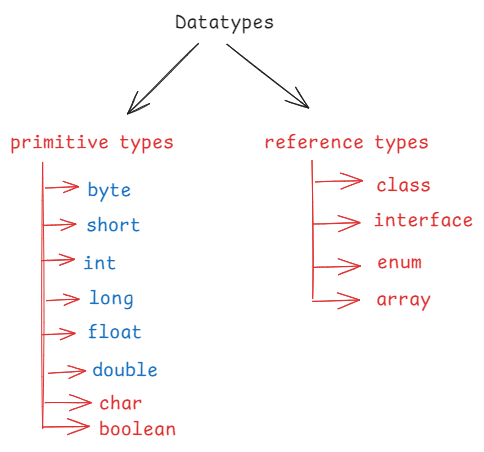 Datatypes
primitive types
byte
short
int
long
float
double
char
boolean
reference types
class
interface
enum
array